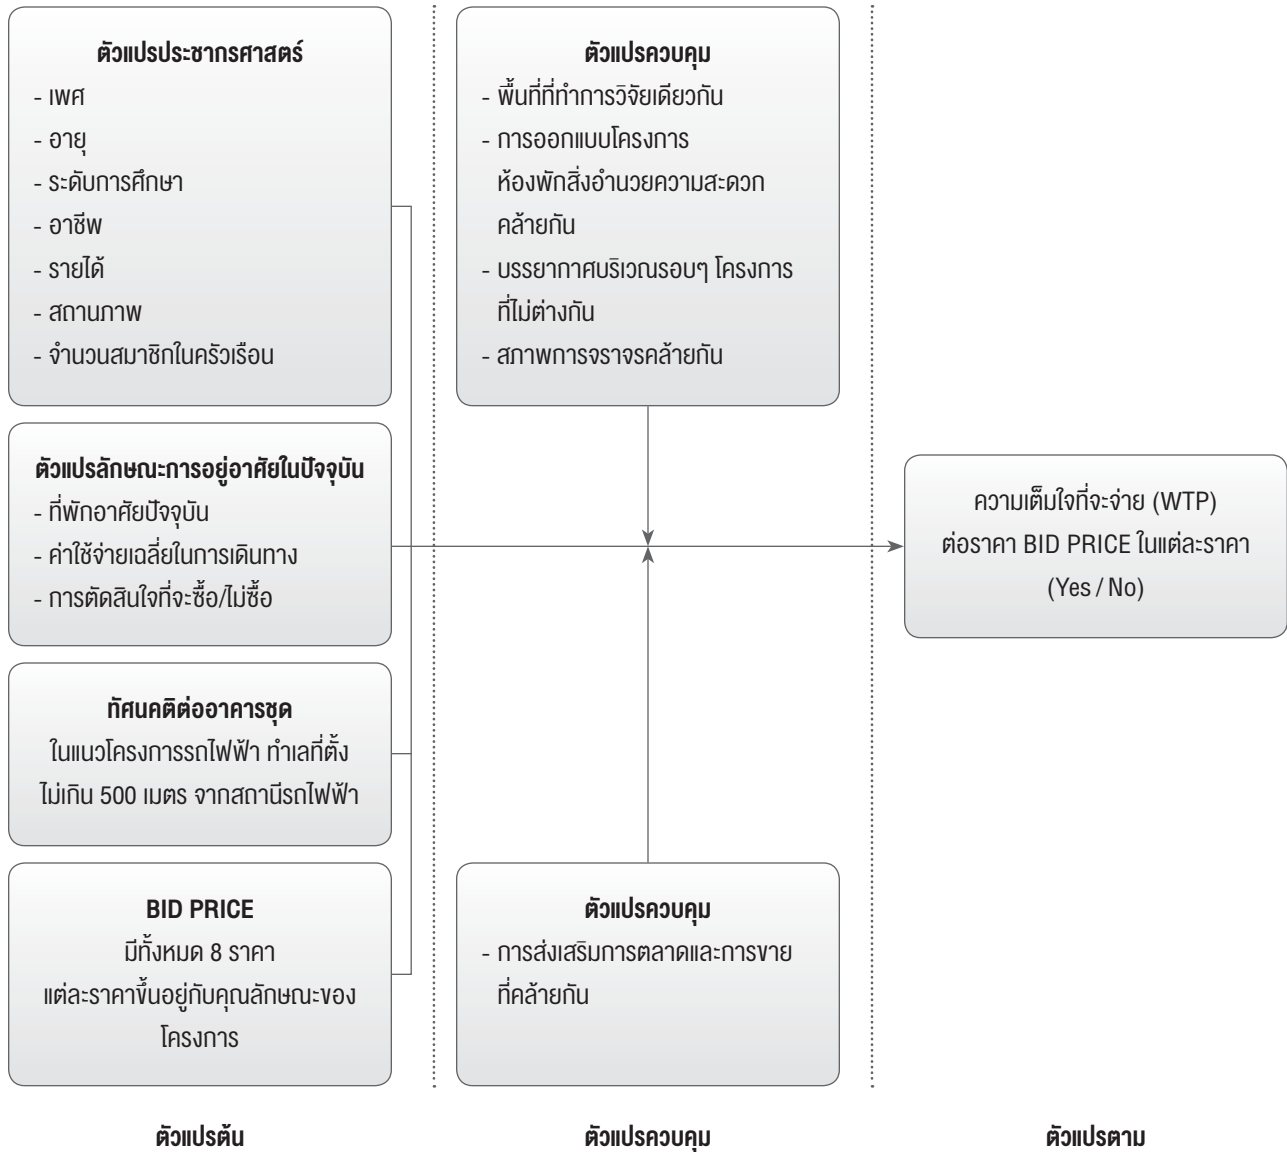 ตัวแปรประชากรศาสตร์
- เพศ
- อายุ
- ระดับการศึกษา
- อาชีพ
- รายได้
- สถานภาพ
- จำนวนสมาชิกในครัวเรือน
ตัวแปรลักษณะการอยู่อาศัยในปัจจุบัน
- ที่พักอาศัยปัจจุบัน
- ค่าใช้จ่ายเฉลี่ยในการเดินทาง
- การตัดสินใจที่จะซื้อ/ไม่ซื้อ
ทัศนคติต่ออาคารชุด
ในแนวโครงการรถไฟฟ้า ทำเลที่ตั้ง
ไม่เกิน 500 เมตร จากสถานีรถไฟฟ้า
BID PRICE
มีทั้งหมด 8 ราคา
แต่ละราคาขึ้นอยู่กับคุณลักษณะของ
โครงการ
ตัวแปรต้น
ตัวแปรควบคุม
- พื้นที่ที่ทำการวิจัยเดียวกัน
- การออกแบบโครงการ
ห้องพักสิ่งอำนวยความสะดวก
คล้ายกัน
- บรรยากาศบริเวณรอบๆ โครงการ
ที่ไม่ต่างกัน
- สภาพการจราจรคล้ายกัน
ตัวแปรควบคุม
- การส่งเสริมการตลาดและการขาย
ที่คล้ายกัน
ตัวแปรควบคุม
ความเต็มใจที่จะจ่าย (WTP)
ต่อราคา BID PRICE ในแต่ละราคา
(Yes / No)
ตัวแปรตาม